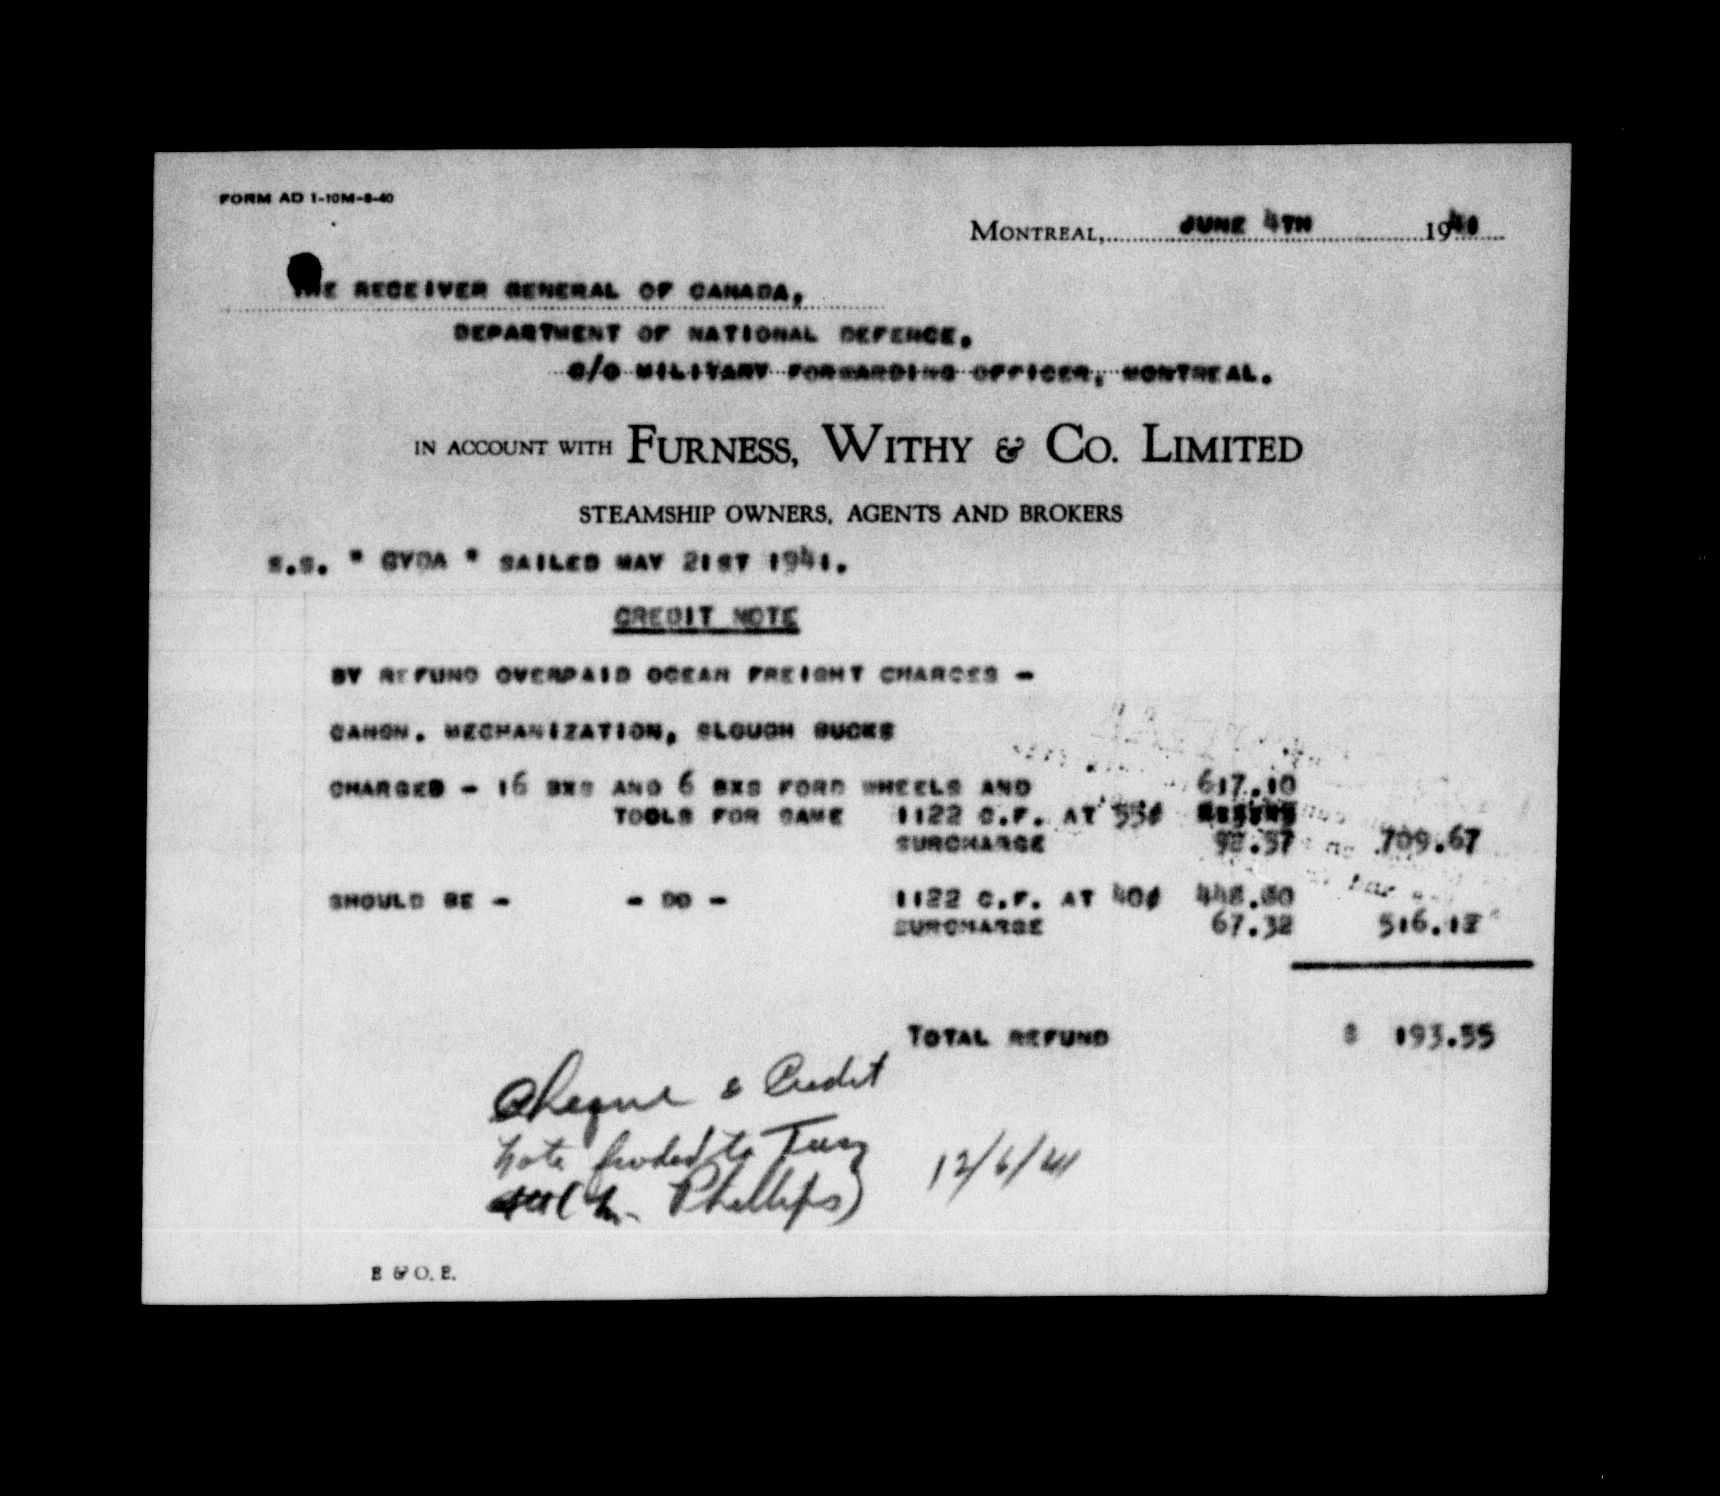 FORM AD 1-10M-8-40
MONTREAL, JUNE 4TH 1941
THE RECEIVER GENERAL OF CANADA,
DEPARTMENT OF NATIONAL DEFENCE,
C/O MILITARY FORWARDING OFFICER, MONTREAL.
IN ACCOUNT WITH FURNESS, WITHY & CO. LIMITED
STEAMSHIP OWNERS, AGENTS AND BROKERS
S.S. " GYDA " SAILED MAY 21ST 1941.
CREDIT NOTE
BY REFUND OVERPAID OCEAN FREIGHT CHARGES -
CANON. MECHANIZATION, SLOUGH BUCKS
CHARGED - 16 BXS AND 6 BXS FORD WHEELS AND 617.10
TOOLS FOR SAME 1122 C.F. AT 55¢
SURCHARGE 92.57 709.67
SHOULD BE - - DO - 1122 C.F. AT 40¢ 448.80
SURCHARGE 67.32 516.12
TOTAL REFUND $ 193.55
Cheque & Credit
Note fwded to Treas
Phillips) 12/6/41
E & O. E.